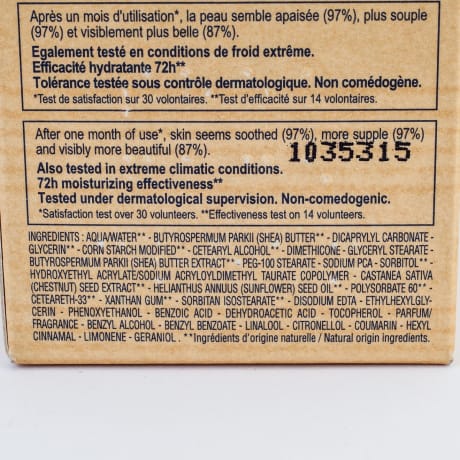 Après un mois d'utilisation*, la peau semble apaisée (97%), plus souple
(97%) et visiblement plus belle (87%).
Egalement testé en conditions de froid extrême.
Efficacité hydratante 72h**
Tolérance testée sous contrôle dermatologique. Non comédogène.
*Test de satisfaction sur 30 volontaires. **Test d'efficacité sur 14 volontaires.
After one month of use*, skin seems soothed (97%), more supple (97%)
and visibly more beautiful (87%).
1035315
Also tested in extreme climatic conditions.
72h moisturizing effectiveness**
Tested under dermatological supervision. Non-comedogenic.
*Satisfaction test over 30 volunteers. **Effectiveness test on 14 volunteers.
INGREDIENTS : AQUA/WATER** - BUTYROSPERMUM PARKII (SHEA) BUTTER** - DICAPRYLYL CARBONATE -
GLYCERIN** - CORN STARCH MODIFIED** - CETEARYL ALCOHOL** - DIMETHICONE - GLYCERYL STEARATE -
BUTYROSPERMUM PARKII (SHEA) BUTTER EXTRACT** - PEG-100 STEARATE - SODIUM PCA - SORBITOL** -
HYDROXYETHYL ACRYLATE/SODIUM ACRYLOYLDIMETHYL TAURATE COPOLYMER - CASTANEA SATIVA
(CHESTNUT) SEED EXTRACT** - HELIANTHUS ANNUUS (SUNFLOWER) SEED OIL** - POLYSORBATE 60** -
CETEARETH-33** - XANTHAN GUM** - SORBITAN ISOSTEARATE** - DISODIUM EDTA - ETHYLHEXYLGLY-
CERIN - PHENOXYETHANOL - BENZOIC ACID - DEHYDROACETIC ACID - TOCOPHEROL - PARFUM/
FRAGRANCE - BENZYL ALCOHOL - BENZYL BENZOATE - LINALOOL - CITRONELLOL - COUMARIN - HEXYL
CINNAMAL - LIMONENE - GERANIOL . **Ingrédients d'origine naturelle / Natural origin ingredients.